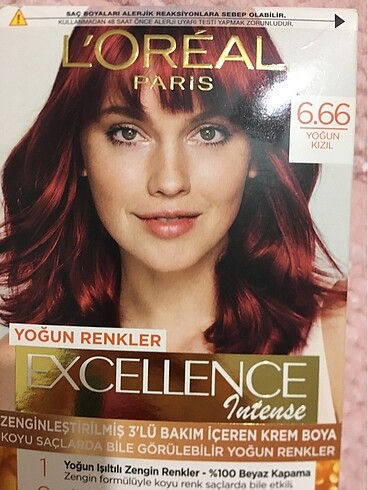 SAÇ BOYALARI ALERJİK REAKSİYONLARA SEBEP OLABİLİR.
KULLANIMADAN 48 SAAT ÖNCE ALERJİ UYARI TESTİ YAPMAK ZORUNLUDUR.
L'ORÉAL
PARiS
6.66
YOĞUN
KIZIL
YOĞUN RENKLER
EXCELLENCE
Intense
ZENGİNLEŞTİRİLMİŞ 3'LÜ BAKIM İÇEREN KREM BOYA
KOYU SAÇLARDA BİLE GÖRÜLEBİLİR YOĞUN RENKLER
1 Yoğun Işıltılı Zengin Renkler - %100 Beyaz Kapama
Zengin formülüyle koyu renk saçlarda bile etkili